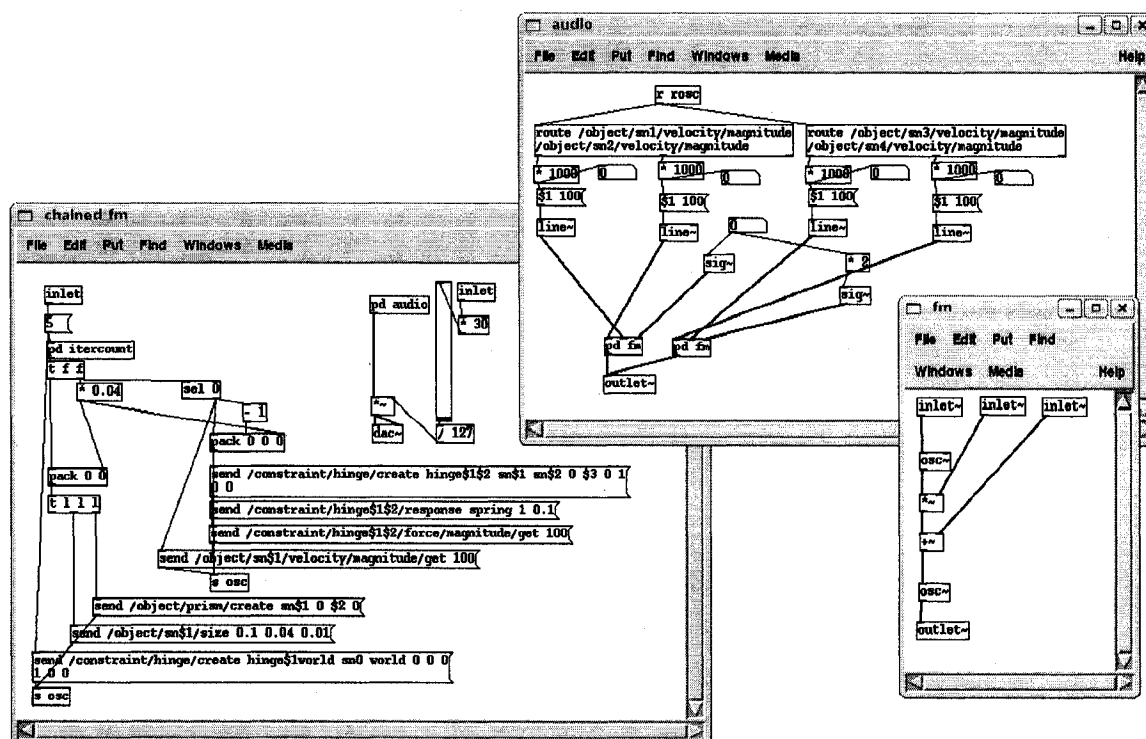 audio
File Edit Put Find Windows Media Help
r rosc
route /object/sn1/velocity/magnitude
/object/sn2/velocity/magnitude
route /object/sn3/velocity/magnitude
/object/sn4/velocity/magnitude
* 1000
0
* 1000
0
* 1000
0
* 1000
0
$1 100
$1 100
$1 100
$1 100
line~
line~
0
line~
line~
sig~
* 2
sig~
pd fm
pd fm
outlet~
chained fm
File Edit Put Find Windows Media
inlet
5
pd itercount
t f f
* 0.04
sel 0
- 1
pack 0 0 0
pd audio
inlet
* 30
*~
dac~
/ 127
pack 0 0
t l l l
send /constraint/hinge/create hinge$1$2 sn$1 sn$2 0 $3 0 1
0 0
send /constraint/hinge$1$2/response spring 1 0.1
send /constraint/hinge$1$2/force/magnitude/get 100
send /object/sn$1/velocity/magnitude/get 100
s osc
send /object/prism/create sn$1 0 $2 0
send /object/sn$1/size 0.1 0.04 0.01
send /constraint/hinge/create hinge$1world sn0 world 0 0 0
1 0 0
s osc
fm
File Edit Put Find
Windows Media Help
inlet~ inlet~ inlet~
osc~
*~
+~
osc~
outlet~